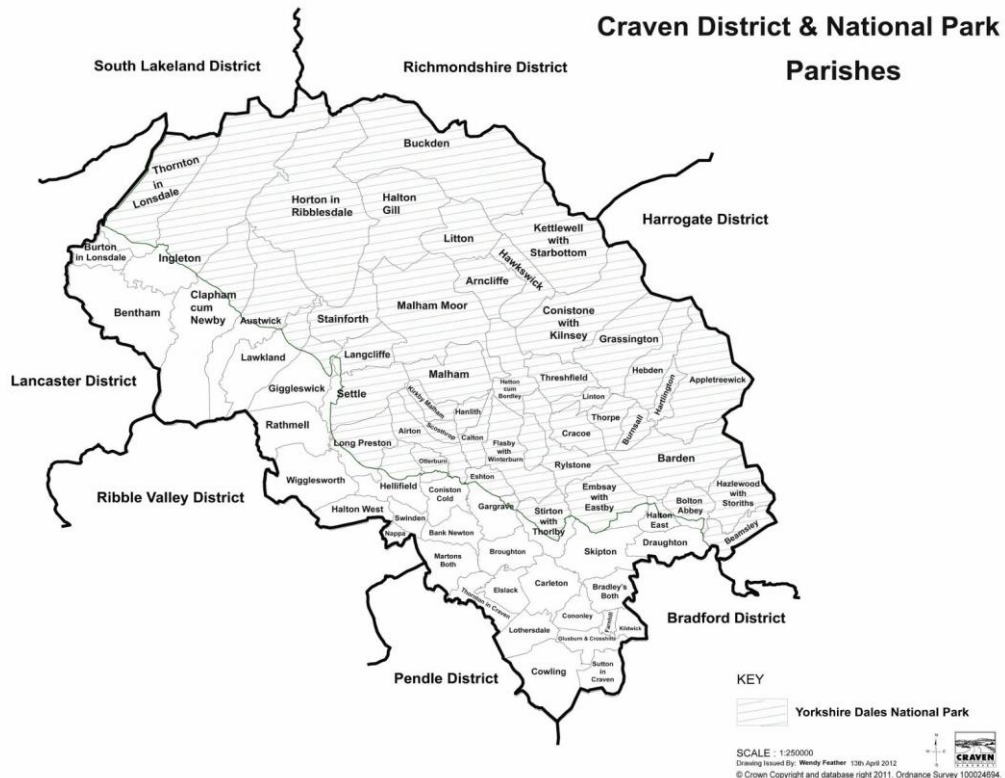 Craven District & National Park
Parishes
South Lakeland District
Richmondshire District
Harrogate District
Lancaster District
Ribble Valley District
Pendle District
Bradford District
Buckden
Thornton
in
Lonsdale
Horton in
Ribblesdale
Halton
Gill
Litton
Kettlewell
with
Starbottom
Hawkswick
Arncliffe
Burton
in Lonsdale
Ingleton
Bentham
Clapham
cum
Newby
Austwick
Stainforth
Malham Moor
Conistone
with
Kilnsey
Grassington
Lawkland
Langcliffe
Giggleswick
Settle
Malham
Hetton
cum
Bordley
Threshfield
Hebden
Hartlington
Appletreewick
Linton
Thorpe
Burnsall
Kirkby Malham
Hanlith
Scosthrop
Calton
Airton
Rathmell
Long Preston
Flasby
with
Winterburn
Cracoe
Rylstone
Barden
Otterburn
Eshton
Wigglesworth
Hellifield
Coniston
Cold
Gargrave
Stirton
with
Thorlby
Embsay
with
Eastby
Halton
East
Bolton
Abbey
Hazlewood
with
Storiths
Beamsley
Draughton
Halton West
Swinden
Nappa
Bank Newton
Martons
Both
Broughton
Skipton
Elslack
Carleton
Thornton in Craven
Bradley's
Both
Cononley
Farnhill
Kildwick
Lothersdale
Glusburn & Crosshills
Cowling
Sutton
in
Craven
KEY
Yorkshire Dales National Park
SCALE : 1:250000
Drawing Issued By: Wendy Feather 13th April 2012
© Crown Copyright and database right 2011. Ordnance Survey 100024694.
N
W
E
S
CRAVEN
DISTRICT